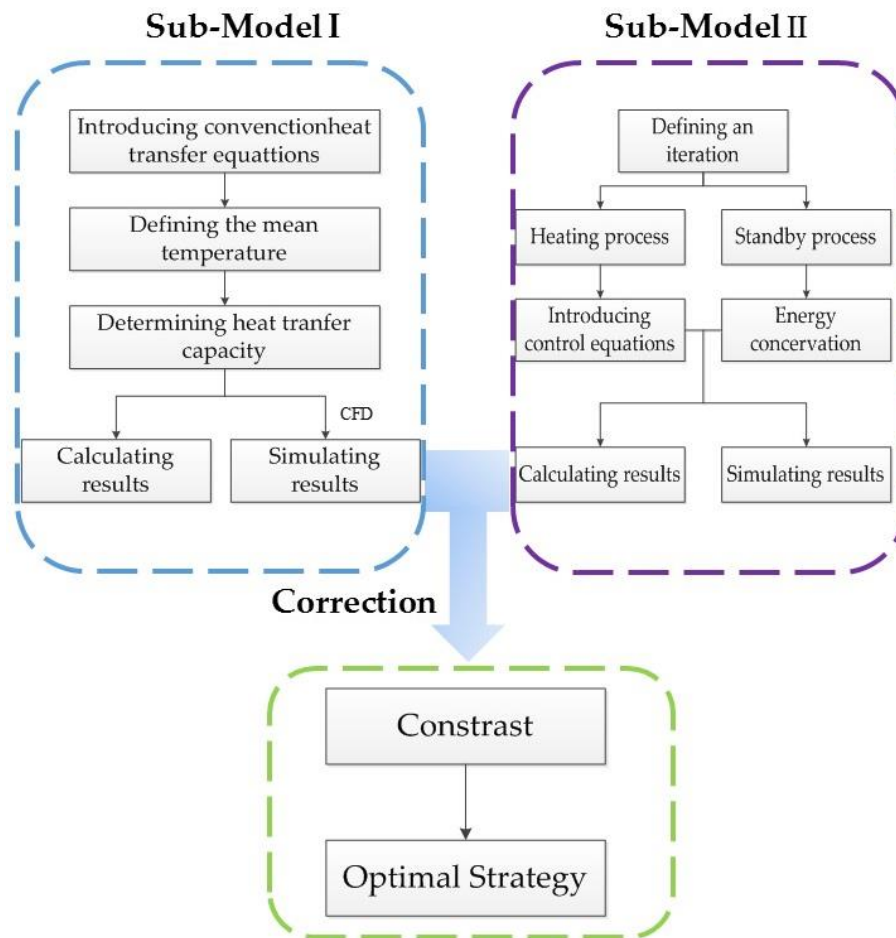 Sub-Model I
Introducing convenctionheat
transfer equattions
Defining the mean
temperature
Determining heat tranfer
capacity
CFD
Calculating
results
Simulating
results
Sub-Model II
Defining an
iteration
Heating process
Standby process
Introducing
control equations
Energy
concervation
Calculating results
Simulating results
Correction
Constrast
Optimal Strategy